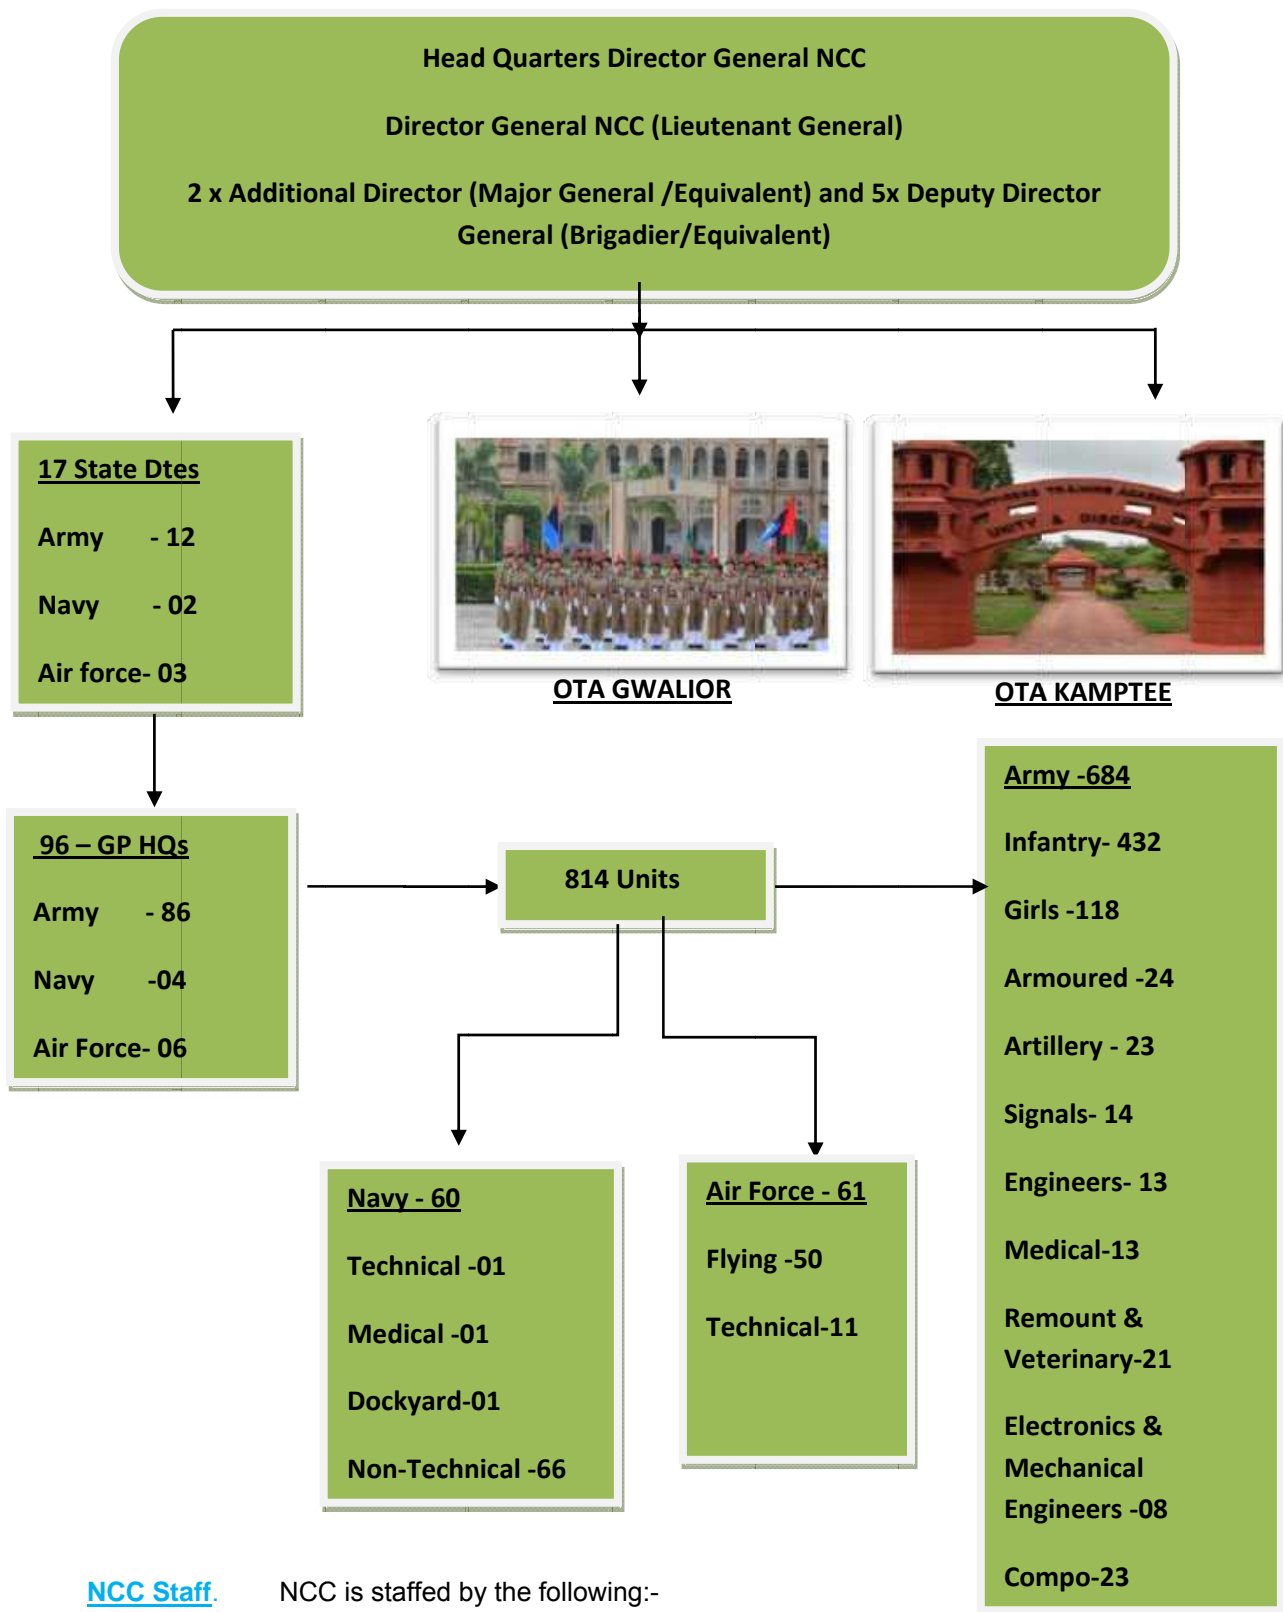 Head Quarters Director General NCC
Director General NCC (Lieutenant General)
2 x Additional Director (Major General /Equivalent) and 5x Deputy Director
General (Brigadier/Equivalent)
17 State Dtes
Army - 12
Navy - 02
Air force- 03
UNITY & DISCIPLINE
OTA GWALIOR
OTA KAMPTEE
96 – GP HQs
Army - 86
Navy -04
Air Force- 06
814 Units
Army -684
Infantry- 432
Girls -118
Armoured -24
Artillery - 23
Signals- 14
Engineers- 13
Medical-13
Remount &
Veterinary-21
Electronics &
Mechanical
Engineers -08
Compo-23
Navy - 60
Technical -01
Medical -01
Dockyard-01
Non-Technical -66
Air Force - 61
Flying -50
Technical-11
NCC Staff. NCC is staffed by the following:-